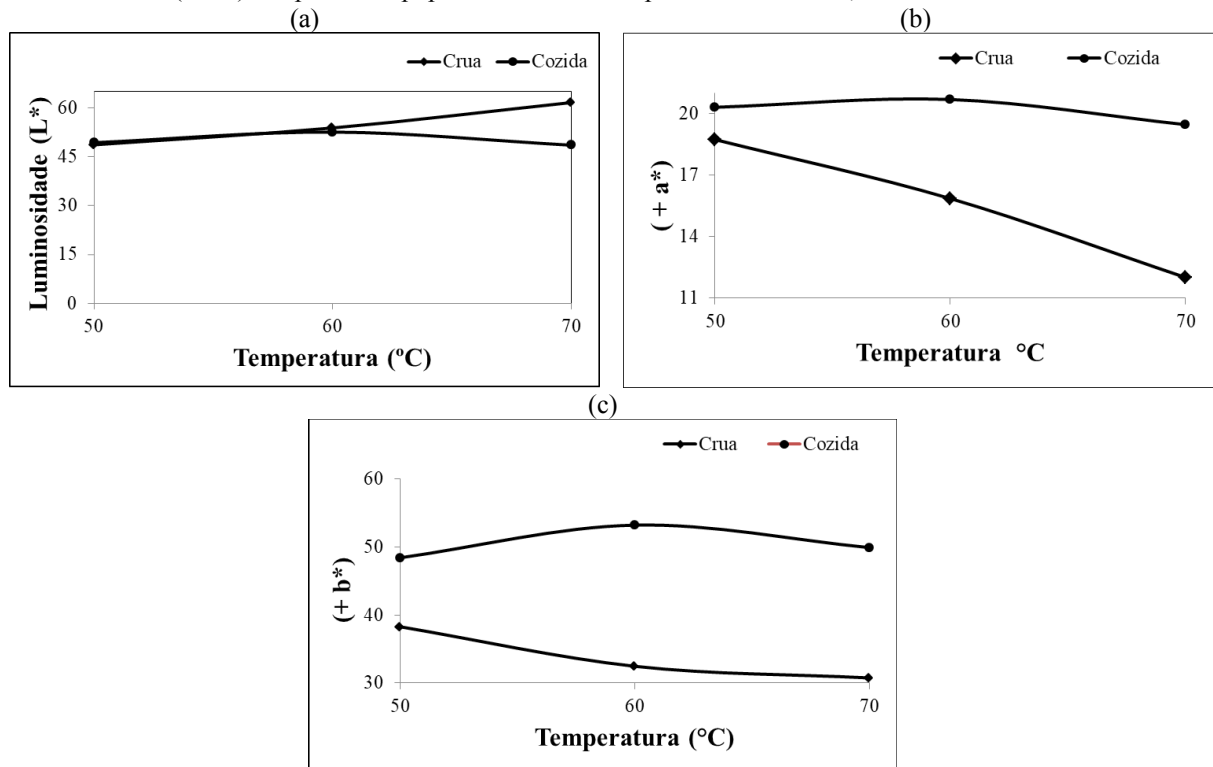 (a)
Crua Cozida
Luminosidade (L*)
60
45
30
15
0
50 60 70
Temperatura (ºC)
(b)
Crua Cozida
( + a*)
20
17
14
11
50 60 70
Temperatura °C
(c)
Crua Cozida
(+ b*)
60
50
40
30
50 60 70
Temperatura (°C)